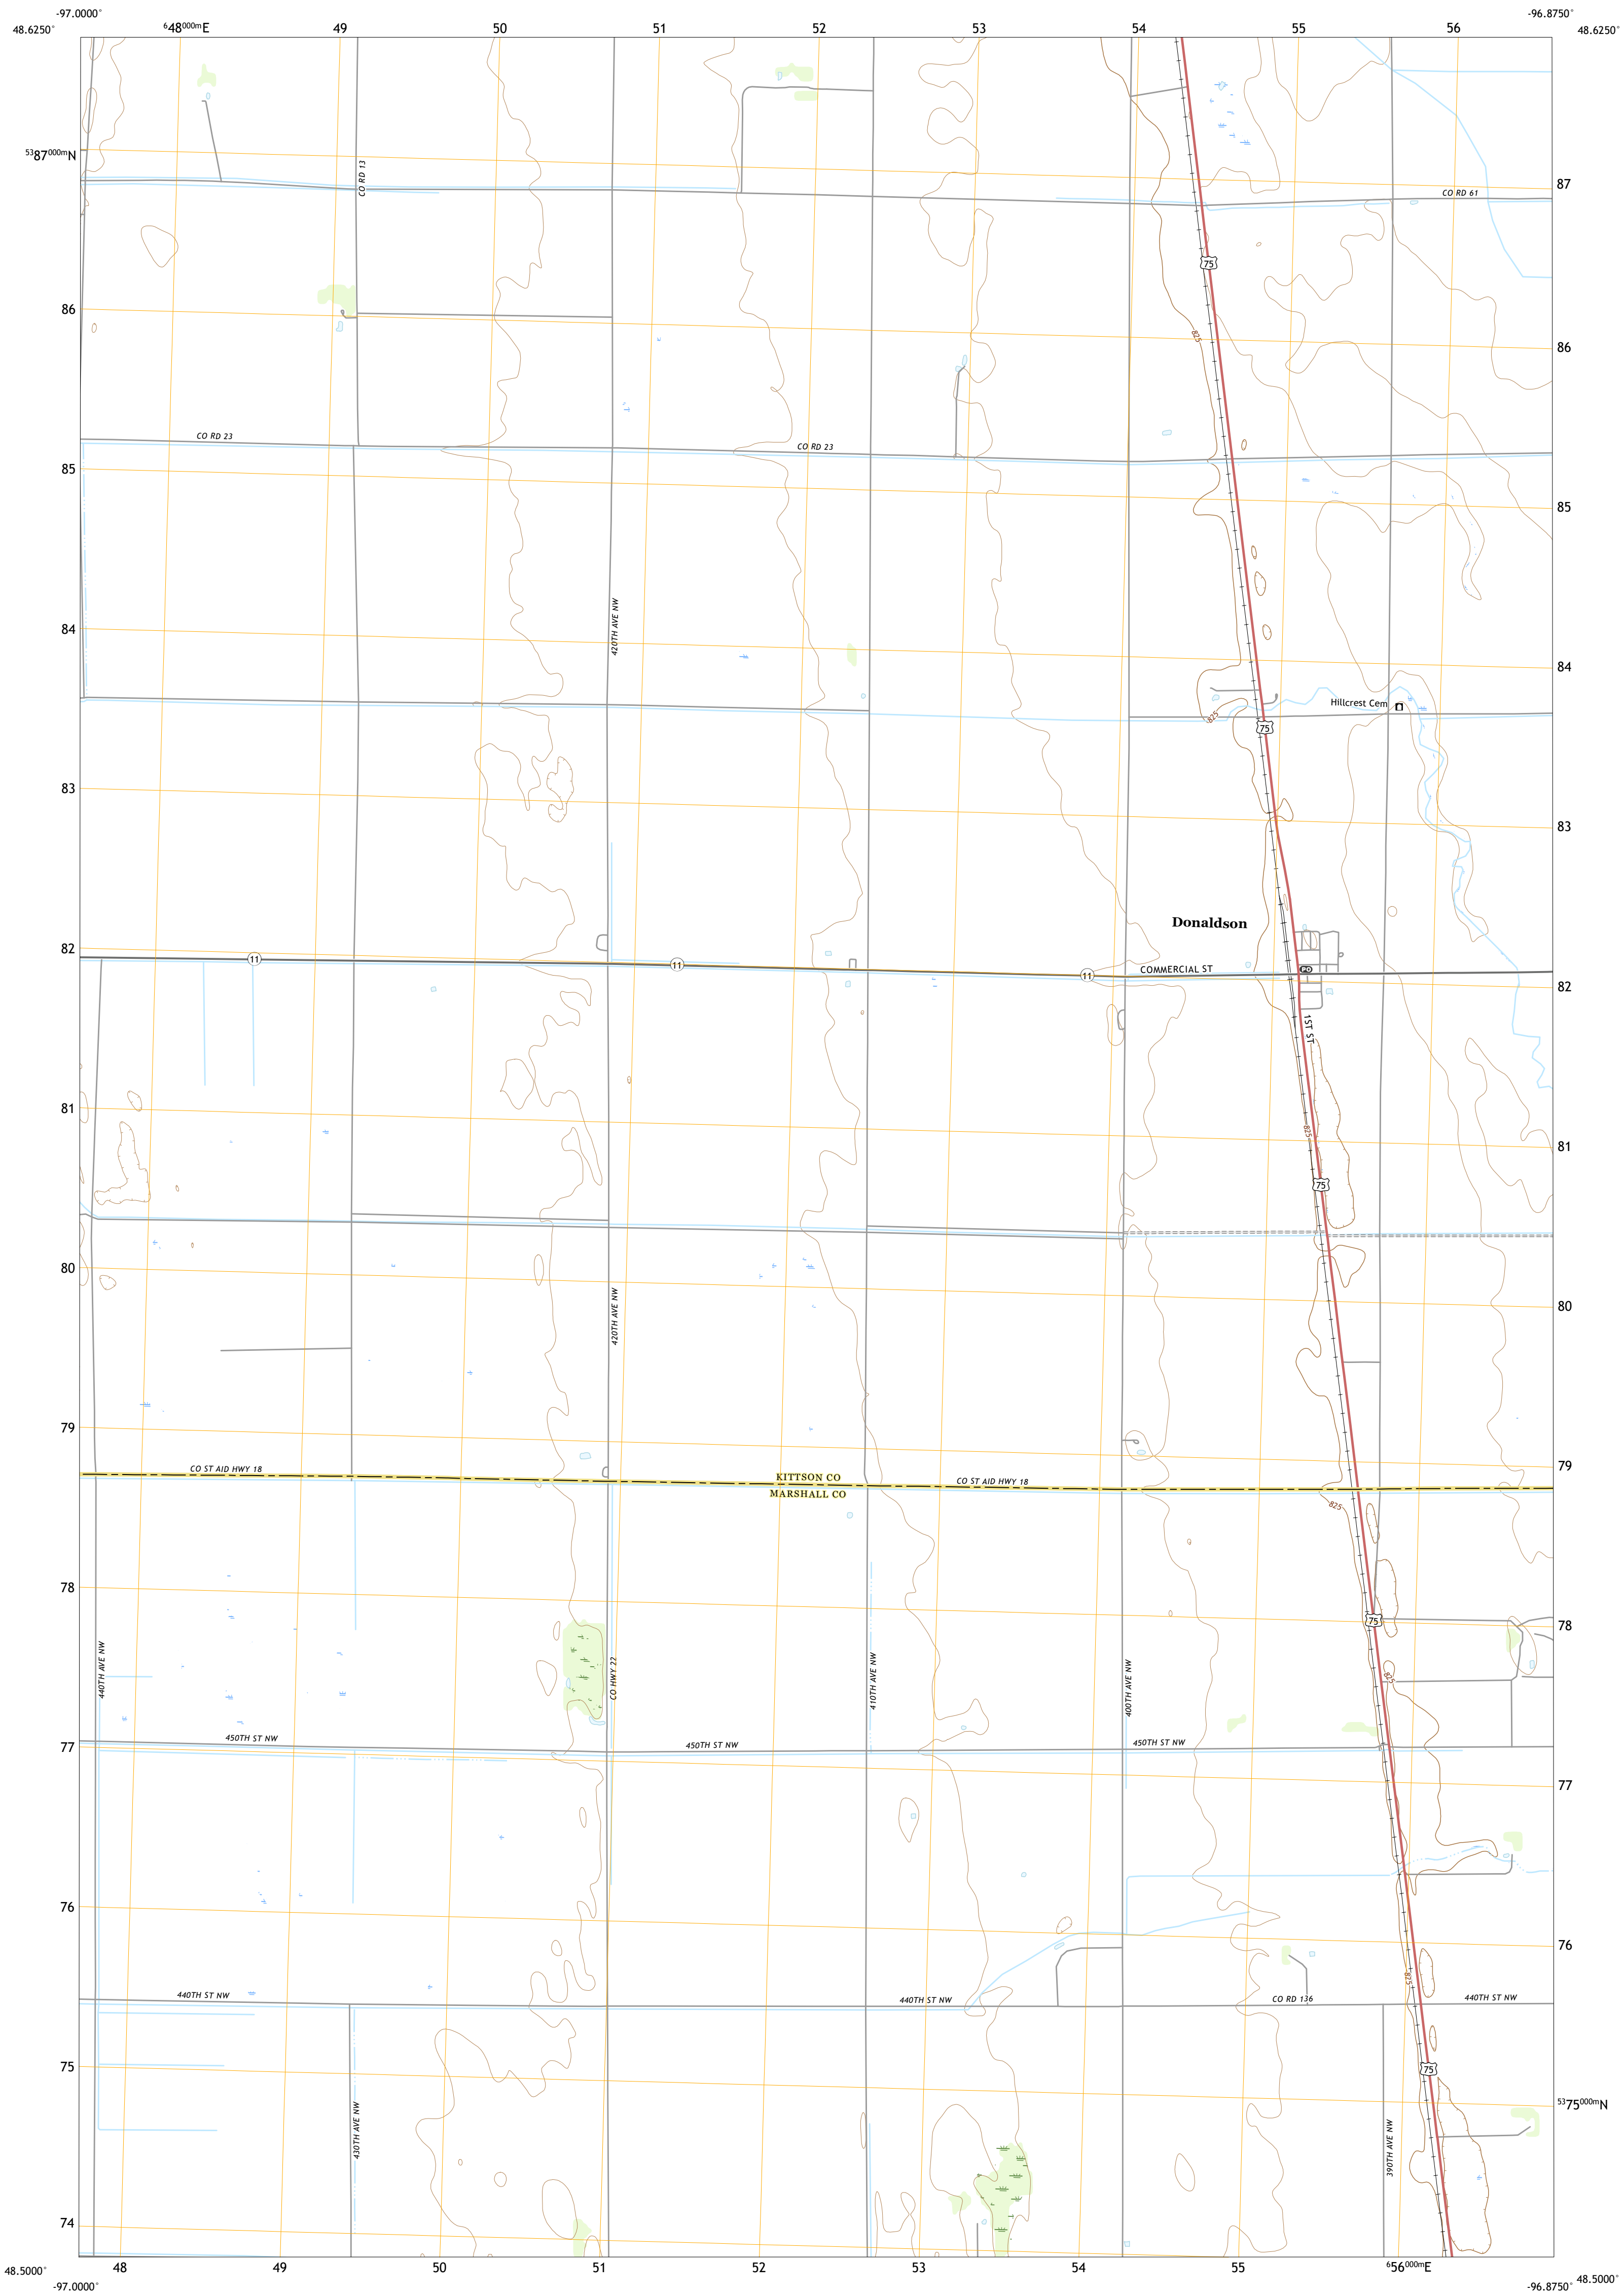 -97.0000°
-96.8750°
48.6250°
⁶48⁰⁰⁰ᵐE
49
50
51
52
53
54
55
56
48.6250°
CO RD 13
⁵³87⁰⁰⁰ᵐN
87
CO RD 61
75
86
825
86
CO RD 23
CO RD 23
85
85
420TH AVE NW
84
84
Hillcrest Cem
825
75
83
83
Donaldson
82
11
11
11
COMMERCIAL ST
PO
82
1ST ST
81
825
81
75
80
80
420TH AVE NW
79
79
CO ST AID HWY 18
KITTSON CO
CO ST AID HWY 18
MARSHALL CO
825
78
75
78
440TH AVE NW
CO HWY 22
410TH AVE NW
400TH AVE NW
825
77
450TH ST NW
450TH ST NW
450TH ST NW
77
76
76
825
440TH ST NW
440TH ST NW
CO RD 136
440TH ST NW
75
75
⁵³75⁰⁰⁰ᵐN
430TH AVE NW
390TH AVE NW
74
48.5000°
48
49
50
51
52
53
54
55
⁶56⁰⁰⁰ᵐE
48.5000°
-97.0000°
-96.8750°